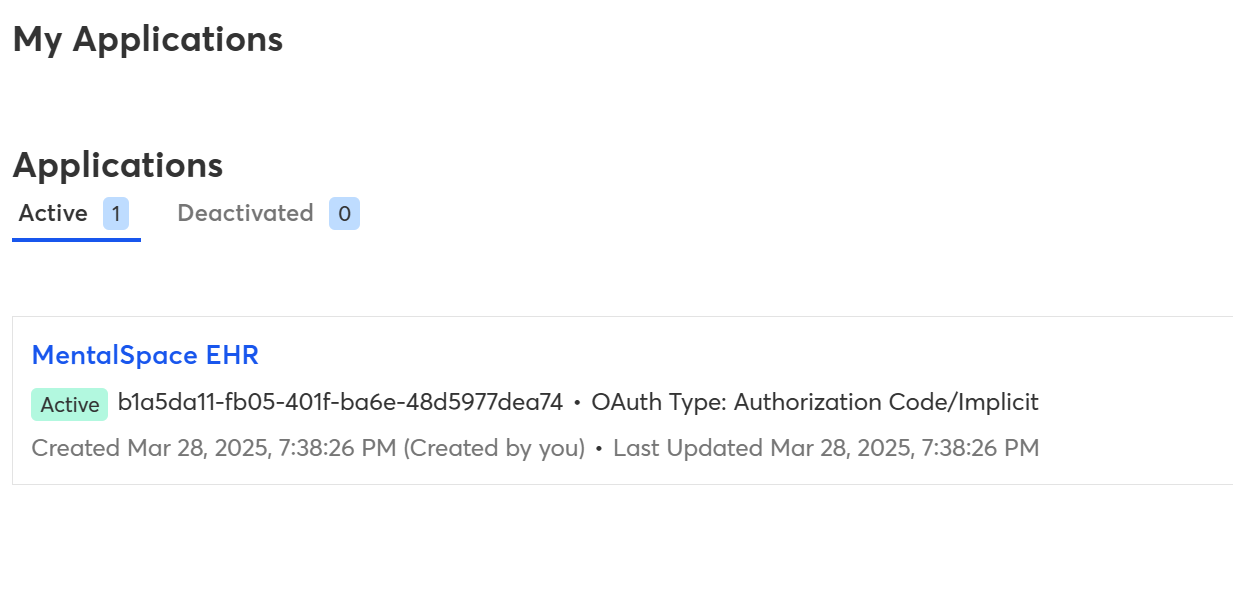 My Applications
Applications
Active 1 Deactivated 0
MentalSpace EHR
Active b1a5da11-fb05-401f-ba6e-48d5977dea74 • OAuth Type: Authorization Code/Implicit
Created Mar 28, 2025, 7:38:26 PM (Created by you) • Last Updated Mar 28, 2025, 7:38:26 PM